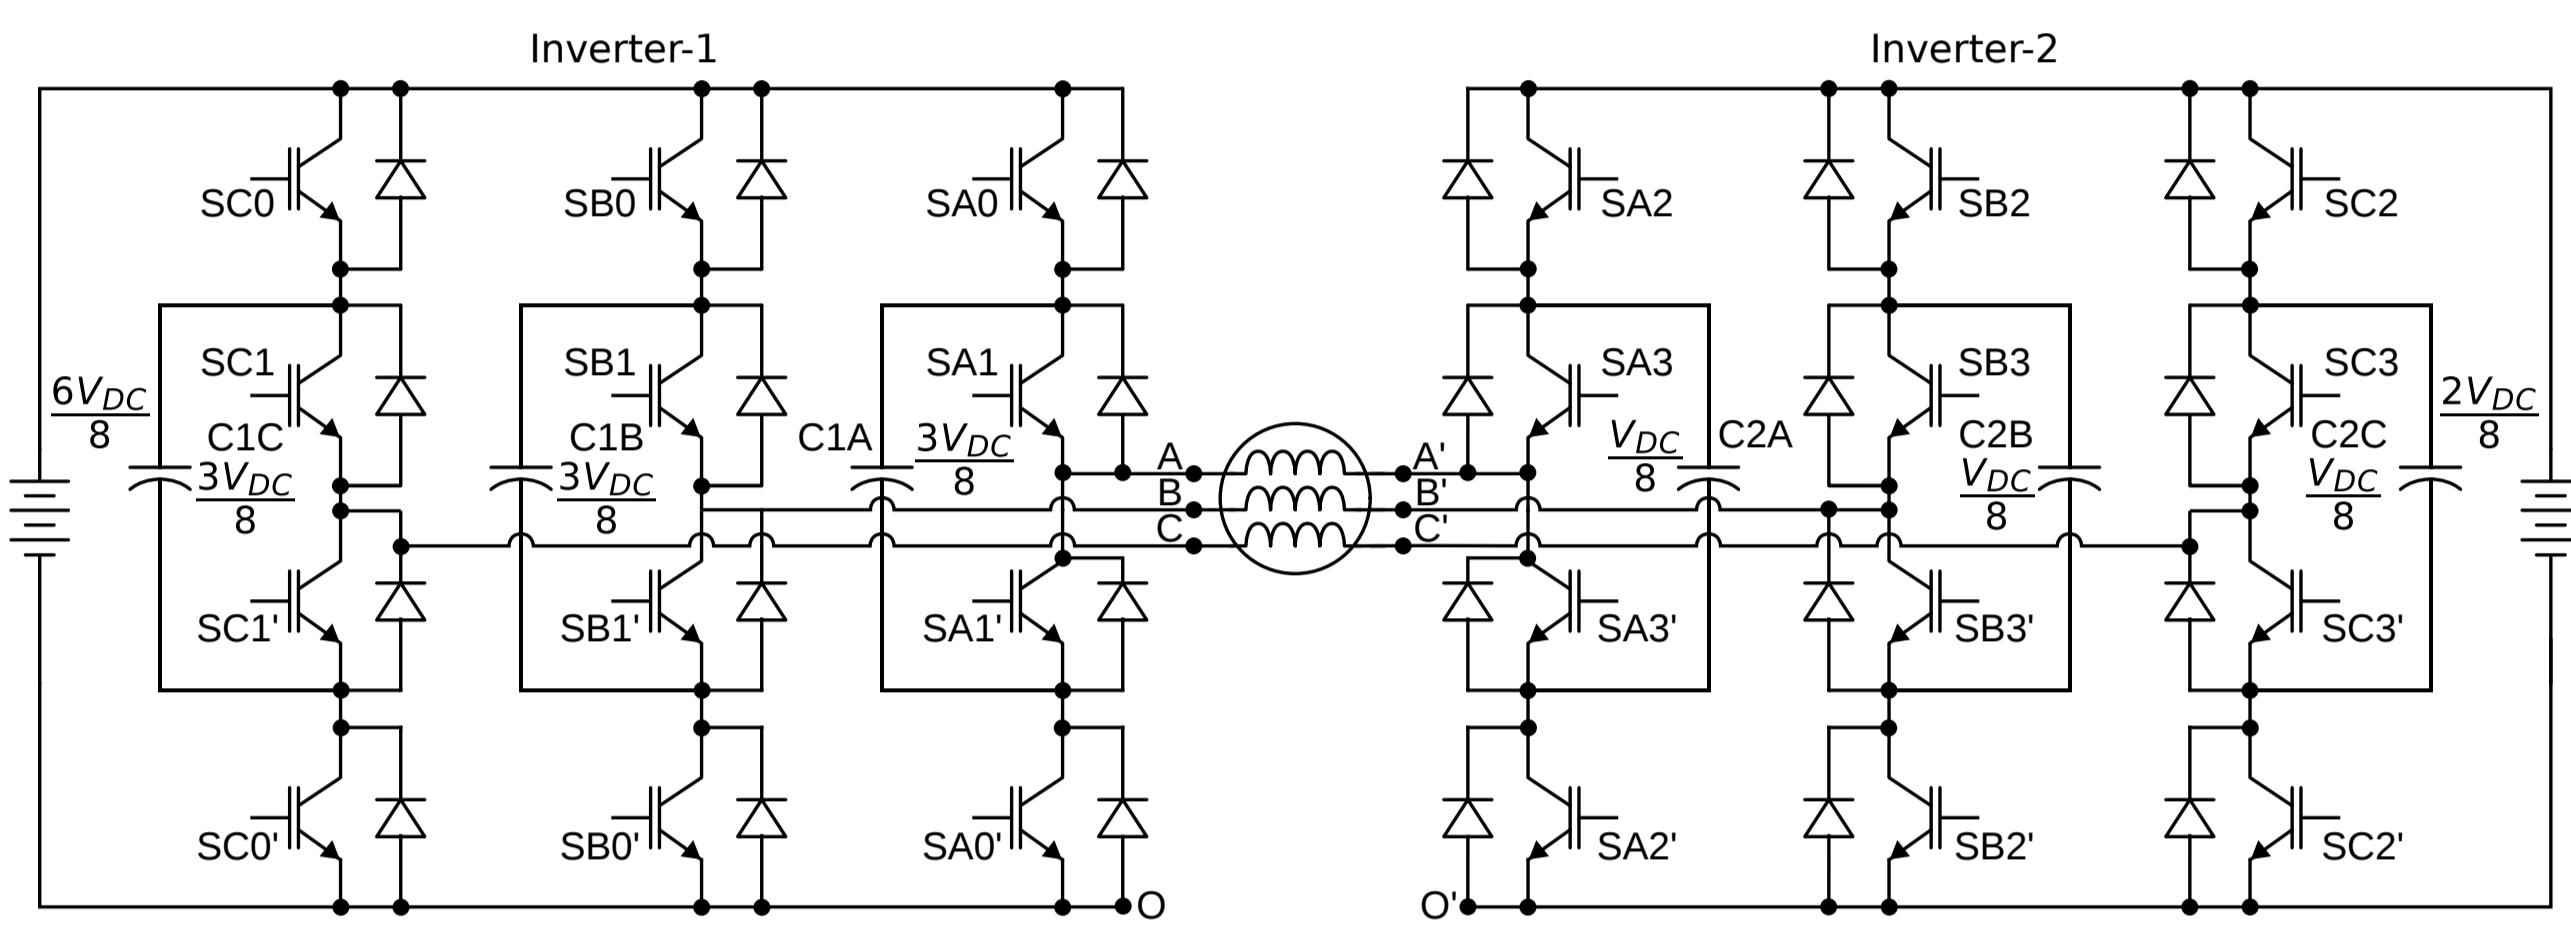 Inverter-1
Inverter-2
SC0
SB0
SA0
SA2
SB2
SC2
SC1
SB1
SA1
SA3
SB3
SC3
6V_DC
8
C1C
3V_DC
8
C1B
3V_DC
8
C1A
3V_DC
8
A
B
C
A'
B'
C'
V_DC
8
C2A
C2B
V_DC
8
C2C
V_DC
8
2V_DC
8
SC1'
SB1'
SA1'
SA3'
SB3'
SC3'
SC0'
SB0'
SA0'
SA2'
SB2'
SC2'
O
O'